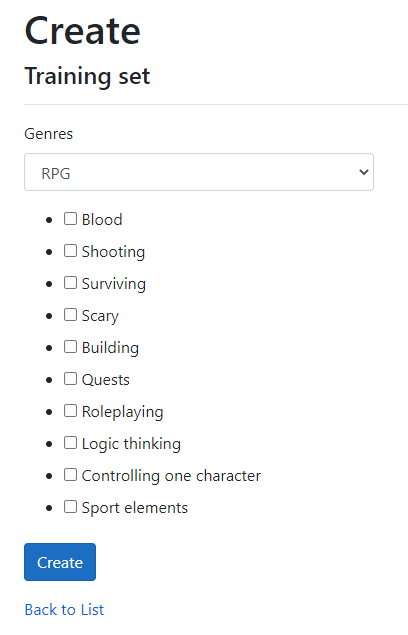 Create
Training set
Genres
RPG
Blood
Shooting
Surviving
Scary
Building
Quests
Roleplaying
Logic thinking
Controlling one character
Sport elements
Create
Back to List